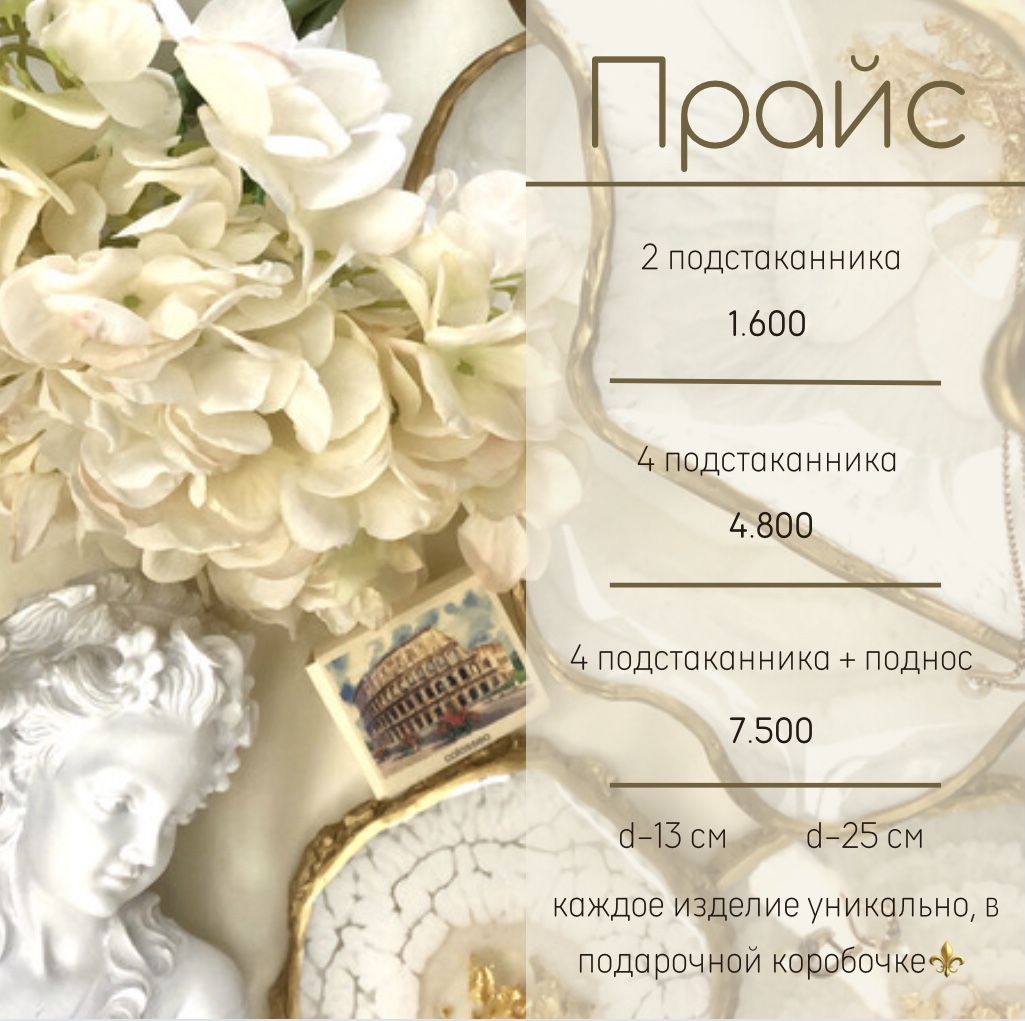 Прайс
2 подстаканника
1.600
4 подстаканника
4.800
4 подстаканника + поднос
7.500
d-13 см d-25 см
каждое изделие уникально, в
подарочной коробочке⚜️
colosseo